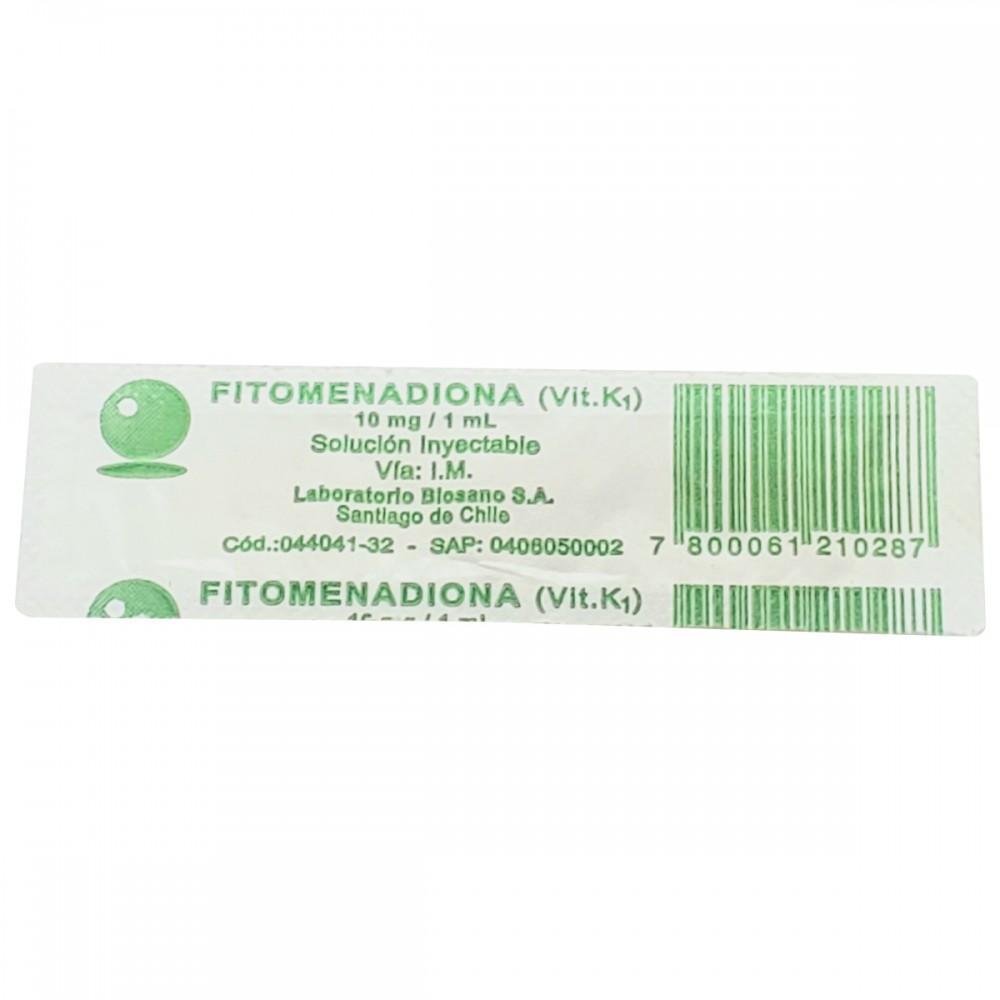 FITOMENADIONA (Vit.K1)
10 mg / 1 mL
Solución Inyectable
Vía: I.M.
Laboratorio Biosano S.A.
Santiago de Chile
Cód.:044041-32 - SAP: 0406050002
7 800061 210287
FITOMENADIONA (Vit.K1)